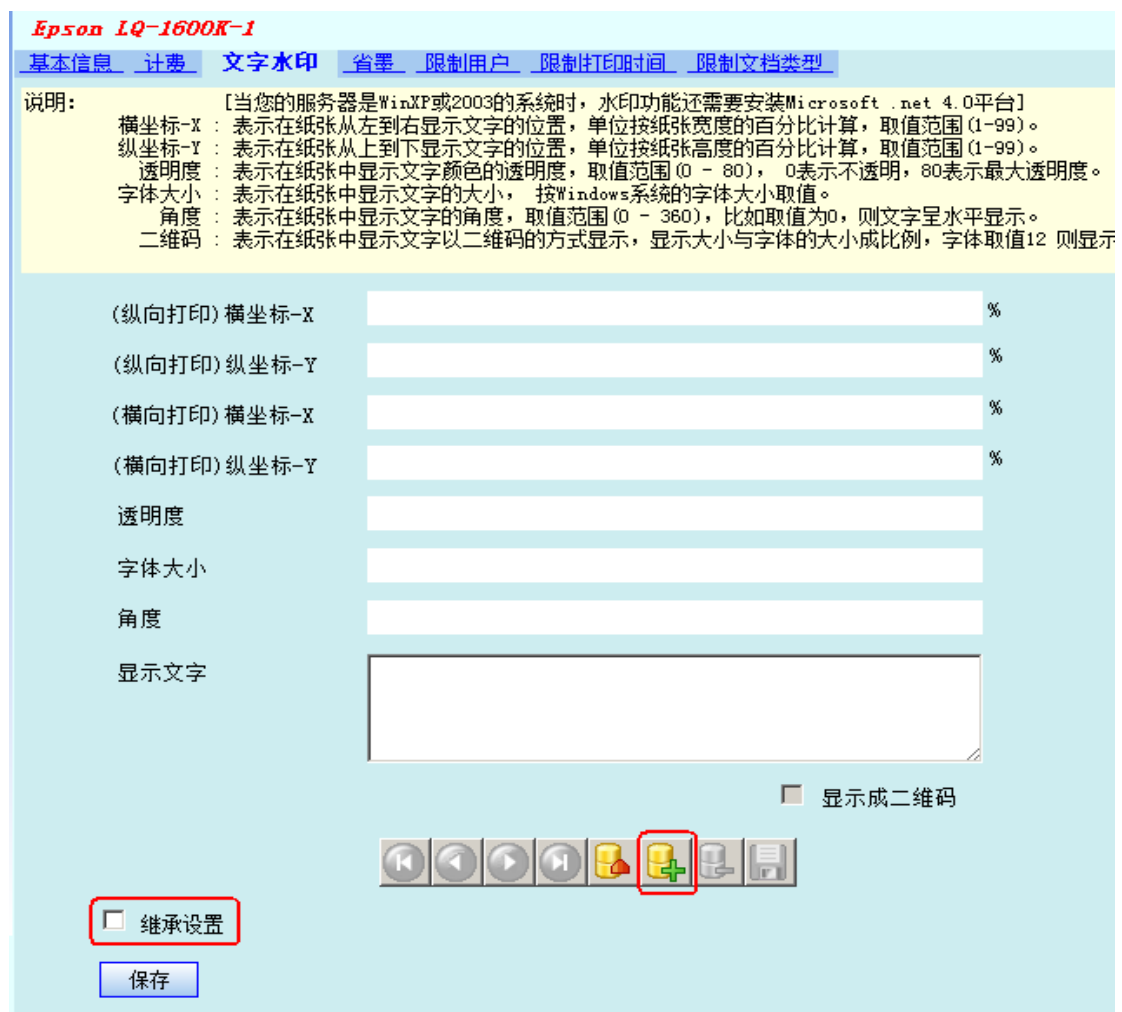 Epson LQ-1600K-1
基本信息 计费 文字水印 省墨 限制用户 限制打印时间 限制文档类型
说明: [当您的服务器是WinXP或2003的系统时，水印功能还需要安装Microsoft .net 4.0平台]
横坐标-X : 表示在纸张从左到右显示文字的位置，单位按纸张宽度的百分比计算，取值范围(1-99)。
纵坐标-Y : 表示在纸张从上到下显示文字的位置，单位按纸张高度的百分比计算，取值范围(1-99)。
透明度 : 表示在纸张中显示文字颜色的透明度，取值范围(0 - 80)， 0表示不透明，80表示最大透明度。
字体大小 : 表示在纸张中显示文字的大小， 按Windows系统的字体大小取值。
角度 : 表示在纸张中显示文字的角度，取值范围(0 - 360)，比如取值为0，则文字呈水平显示。
二维码 : 表示在纸张中显示文字以二维码的方式显示，显示大小与字体的大小成比例，字体取值12 则显示
(纵向打印)横坐标-X %
(纵向打印)纵坐标-Y %
(横向打印)横坐标-X %
(横向打印)纵坐标-Y %
透明度
字体大小
角度
显示文字
显示成二维码
继承设置
保存